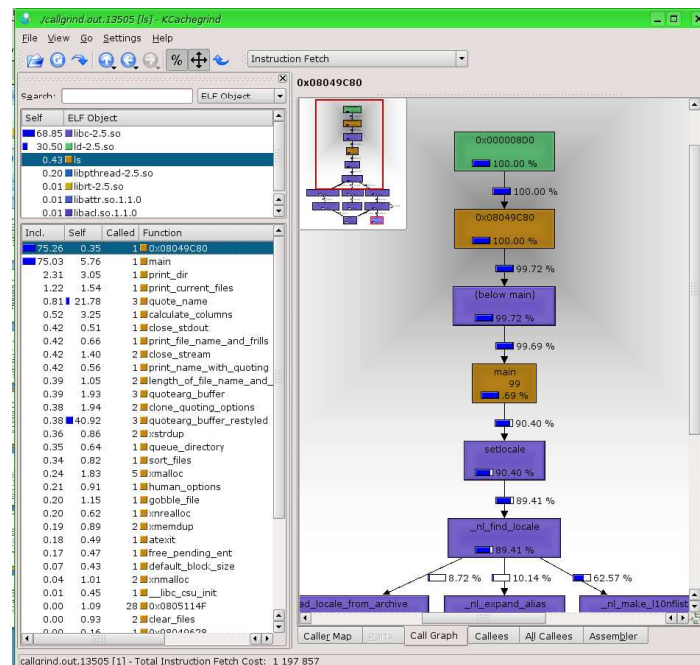 ./callgrind.out.13505 [ls] - KCachegrind
File View Go Settings Help
% Instruction Fetch
Search: ELF Object
Self ELF Object
68.85 libc-2.5.so
30.50 ld-2.5.so
0.43 ls
0.20 libpthread-2.5.so
0.01 librt-2.5.so
0.01 libattr.so.1.1.0
0.01 libacl.so.1.1.0
Incl. Self Called Function
75.26 0.35 1 0x08049C80
75.03 5.76 1 main
2.31 3.05 1 print_dir
1.22 1.54 1 print_current_files
0.81 21.78 3 quote_name
0.52 3.25 1 calculate_columns
0.42 0.51 1 close_stdout
0.42 0.66 1 print_file_name_and_frills
0.42 1.40 2 close_stream
0.42 0.56 1 print_name_with_quoting
0.39 1.05 2 length_of_file_name_and_
0.39 1.93 3 quotearg_buffer
0.38 1.94 2 clone_quoting_options
0.38 40.92 3 quotearg_buffer_restyled
0.36 0.86 2 xstrdup
0.35 0.64 1 queue_directory
0.34 0.82 1 sort_files
0.24 1.83 5 xmalloc
0.21 0.91 1 human_options
0.20 1.15 1 gobble_file
0.20 0.62 1 xnrealloc
0.19 0.89 2 xmemdup
0.18 0.49 1 atexit
0.17 0.47 1 free_pending_ent
0.07 0.43 1 default_block_size
0.04 1.01 2 xnmalloc
0.01 0.45 1 __libc_csu_init
0.00 1.09 28 0x0805114F
0.00 0.93 2 clear_files
0.00 0.16 1 0x08049628
0x08049C80
0x000008D0
100.00 %
100.00 %
0x08049C80
100.00 %
99.72 %
(below main)
99.72 %
99.69 %
main
99
.69 %
90.40 %
setlocale
90.40 %
89.41 %
_nl_find_locale
89.41 %
8.72 % 10.14 % 62.57 %
ad_locale_from_archive _nl_expand_alias _nl_make_l10nflist
Caller Map Parts Call Graph Callees All Callees Assembler
callgrind.out.13505 [1] - Total Instruction Fetch Cost: 1 197 857